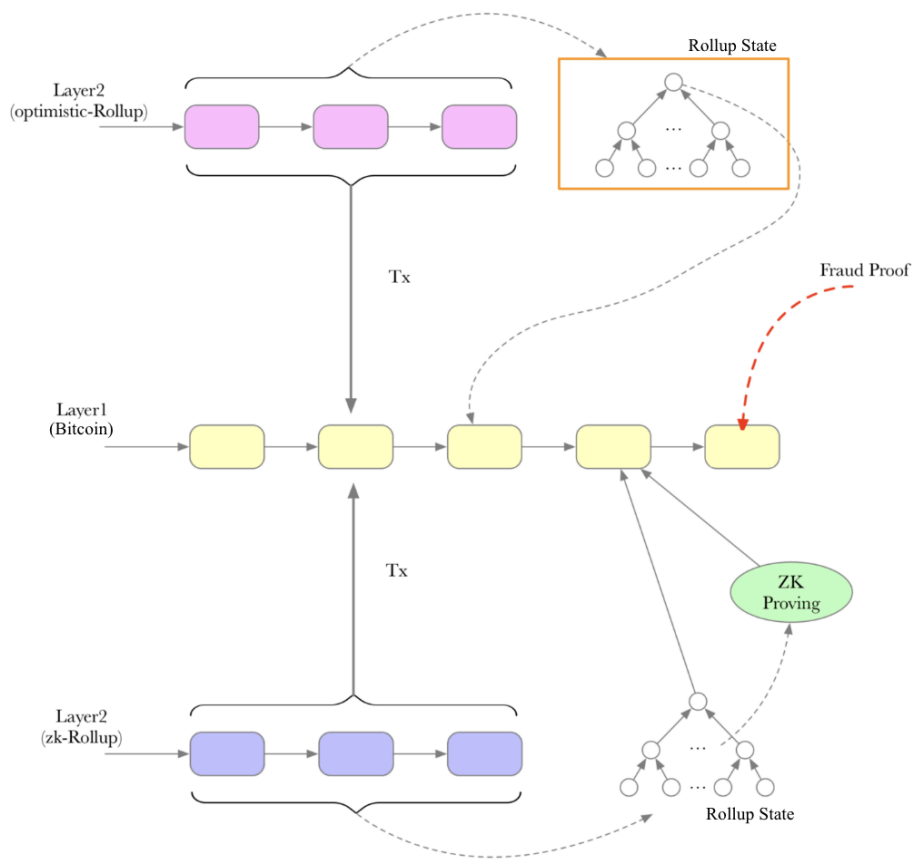 Rollup State
Layer2
(optimistic-Rollup)
...
...
Tx
Fraud Proof
Layer1
(Bitcoin)
Tx
ZK
Proving
Layer2
(zk-Rollup)
...
...
Rollup State